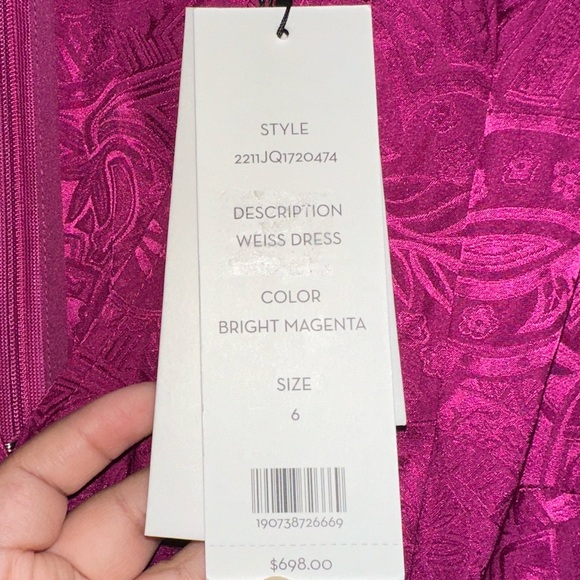 STYLE
2211JQ1720474
DESCRIPTION
WEISS DRESS
COLOR
BRIGHT MAGENTA
SIZE
6
190738726669
$698.00